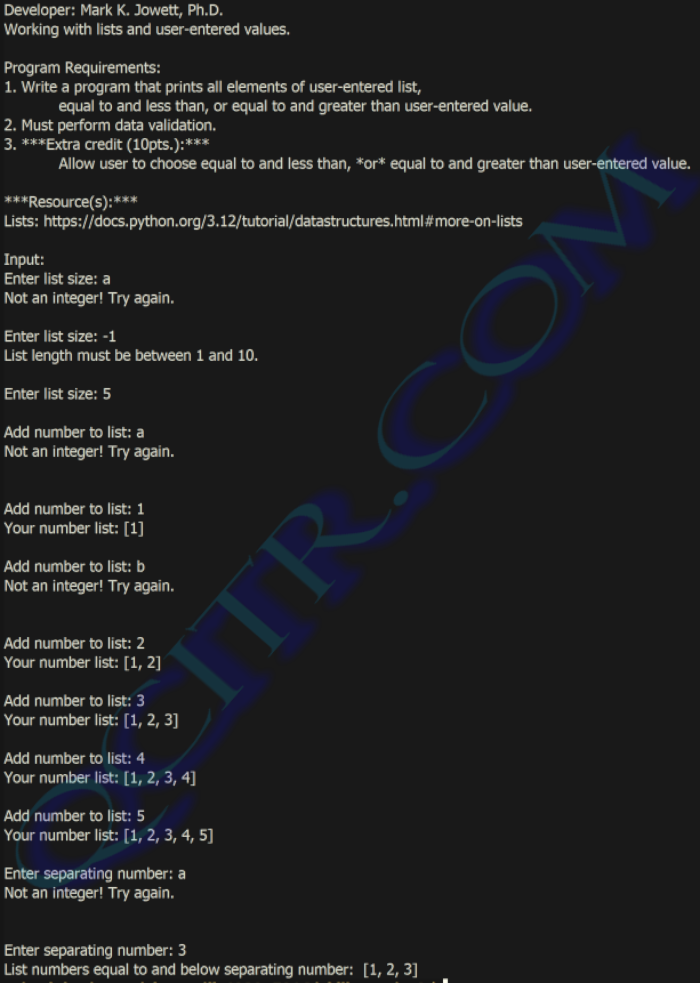 Developer: Mark K. Jowett, Ph.D.
Working with lists and user-entered values.
Program Requirements:
1. Write a program that prints all elements of user-entered list,
equal to and less than, or equal to and greater than user-entered value.
2. Must perform data validation.
3. ***Extra credit (10pts.):***
Allow user to choose equal to and less than, *or* equal to and greater than user-entered value.
***Resource(s):***
Lists: https://docs.python.org/3.12/tutorial/datastructures.html#more-on-lists
Input:
Enter list size: a
Not an integer! Try again.
Enter list size: -1
List length must be between 1 and 10.
Enter list size: 5
Add number to list: a
Not an integer! Try again.
Add number to list: 1
Your number list: [1]
Add number to list: b
Not an integer! Try again.
Add number to list: 2
Your number list: [1, 2]
Add number to list: 3
Your number list: [1, 2, 3]
Add number to list: 4
Your number list: [1, 2, 3, 4]
Add number to list: 5
Your number list: [1, 2, 3, 4, 5]
Enter separating number: a
Not an integer! Try again.
Enter separating number: 3
List numbers equal to and below separating number: [1, 2, 3]
QCITR.COM